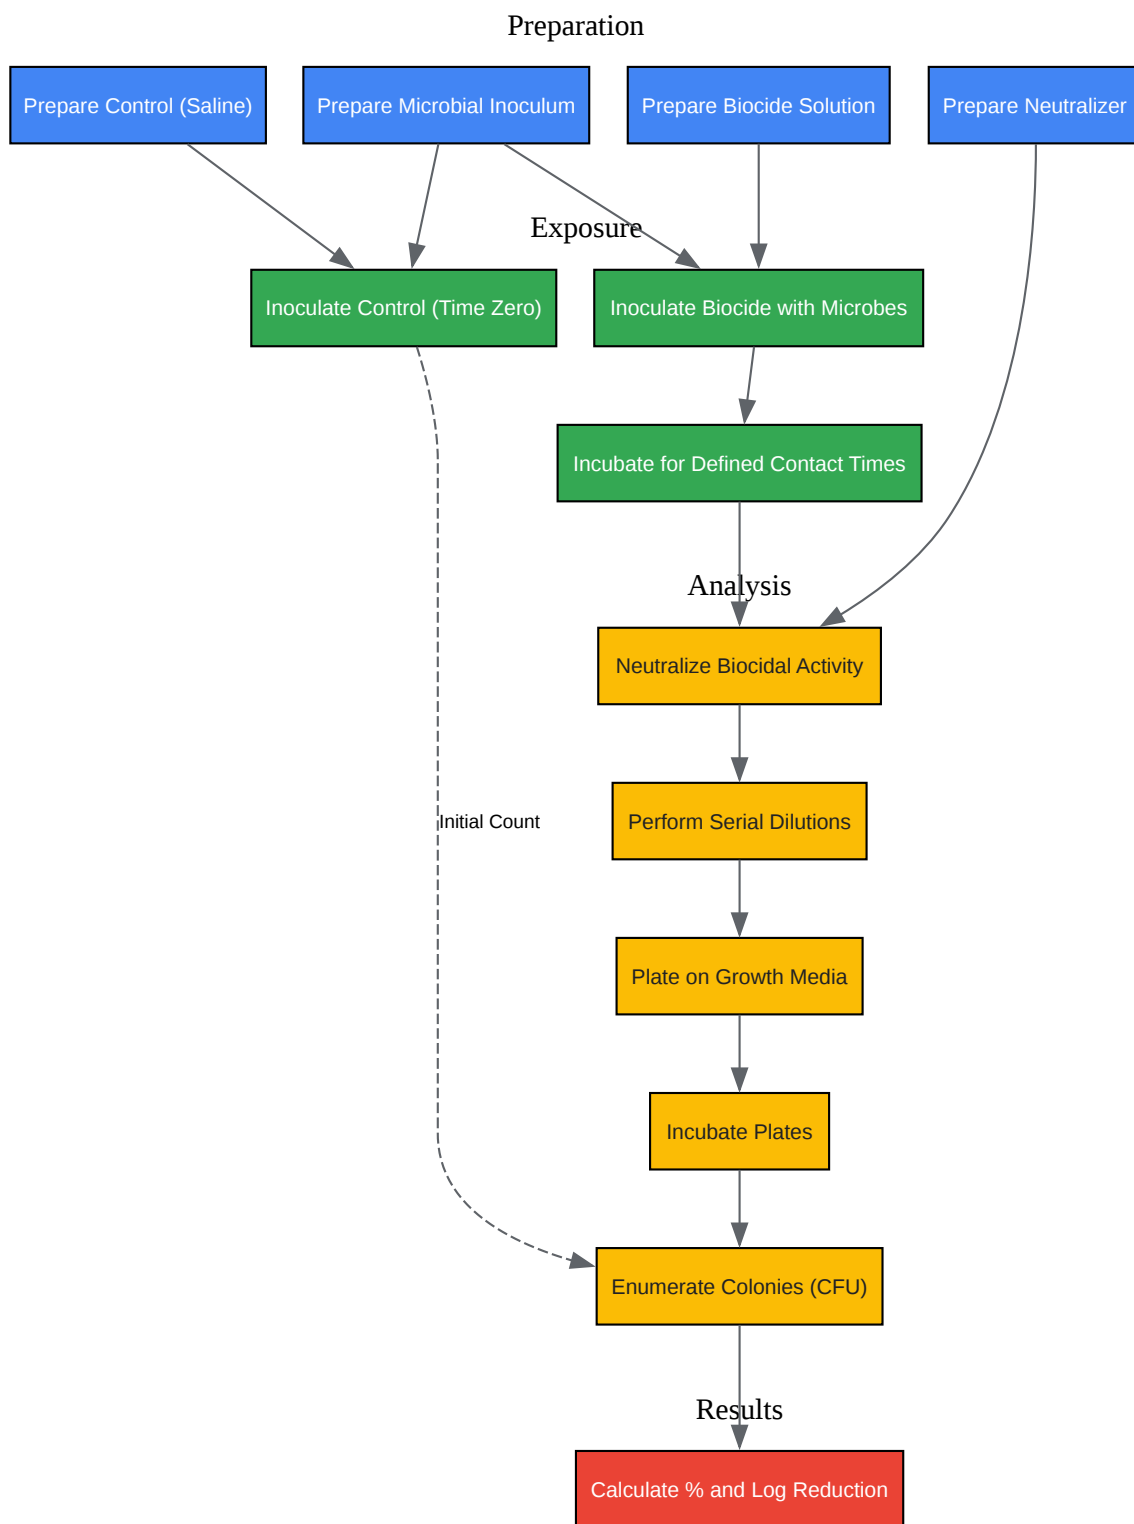 Preparation
Prepare Control (Saline)
Prepare Microbial Inoculum
Prepare Biocide Solution
Prepare Neutralizer
Exposure
Inoculate Control (Time Zero)
Inoculate Biocide with Microbes
Incubate for Defined Contact Times
Analysis
Neutralize Biocidal Activity
Perform Serial Dilutions
Initial Count
Plate on Growth Media
Incubate Plates
Enumerate Colonies (CFU)
Results
Calculate % and Log Reduction